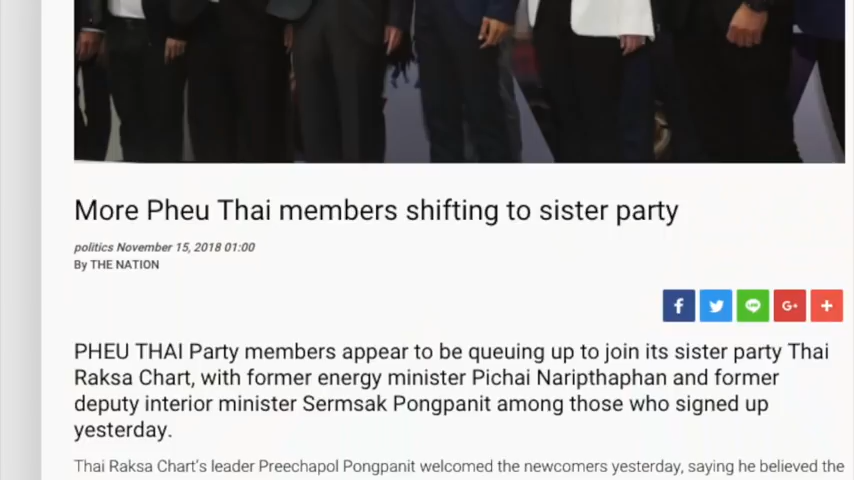 More Pheu Thai members shifting to sister party
politics November 15, 2018 01:00
By THE NATION
f
LINE
G+
+
PHEU THAI Party members appear to be queuing up to join its sister party Thai
Raksa Chart, with former energy minister Pichai Naripthaphan and former
deputy interior minister Sermsak Pongpanit among those who signed up
yesterday.
Thai Raksa Chart's leader Preechapol Pongpanit welcomed the newcomers yesterday, saying he believed the